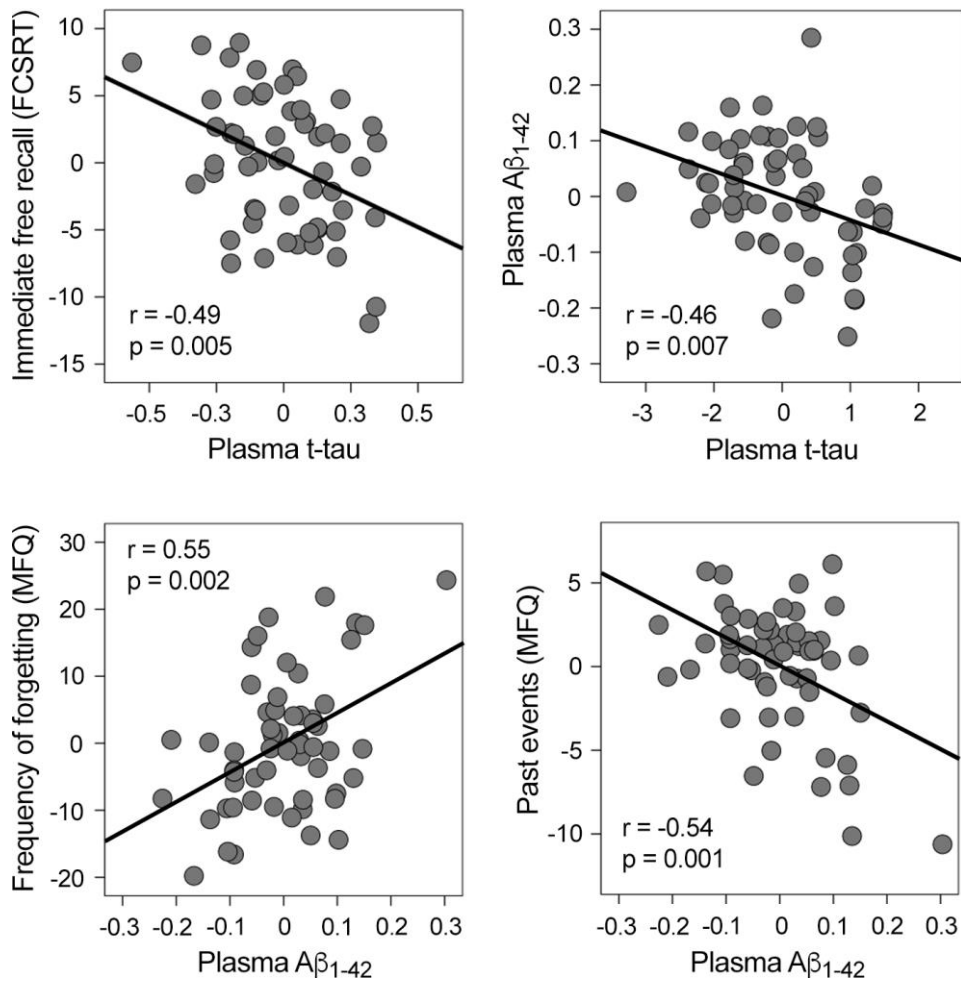 Immediate free recall (FCSRT)
10
5
0
-5
-10
-15
r = -0.49
p = 0.005
-0.5 -0.3 0 0.3 0.5
Plasma t-tau
Plasma Aβ1-42
0.3
0.2
0.1
0
-0.1
-0.2
-0.3
r = -0.46
p = 0.007
-3 -2 0 1 2
Plasma t-tau
Frequency of forgetting (MFQ)
30
20
10
0
-10
-20
r = 0.55
p = 0.002
-0.3 -0.2 -0.1 0 0.1 0.2 0.3
Plasma Aβ1-42
Past events (MFQ)
5
0
-5
-10
r = -0.54
p = 0.001
-0.3 -0.2 -0.1 0 0.1 0.2 0.3
Plasma Aβ1-42